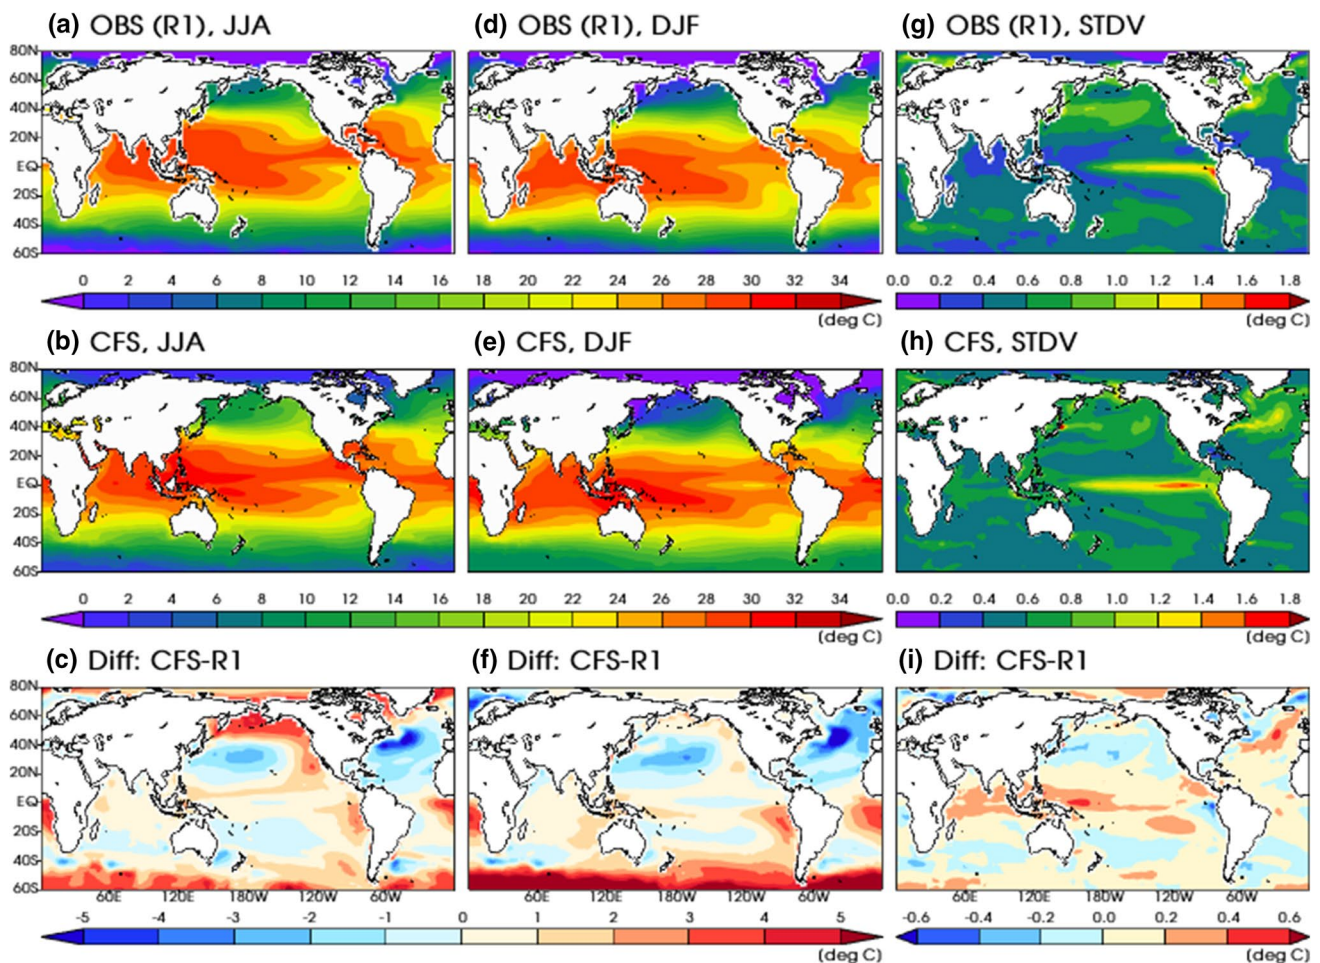 (a) OBS (R1), JJA (d) OBS (R1), DJF (g) OBS (R1), STDV
80N
60N
40N
20N
EQ
20S
40S
60S
0 2 4 6 8 10 12 14 16 18 20 22 24 26 28 30 32 34 0.0 0.2 0.4 0.6 0.8 1.0 1.2 1.4 1.6 1.8
(deg C) (deg C)
(b) CFS, JJA (e) CFS, DJF (h) CFS, STDV
80N
60N
40N
20N
EQ
20S
40S
60S
0 2 4 6 8 10 12 14 16 18 20 22 24 26 28 30 32 34 0.0 0.2 0.4 0.6 0.8 1.0 1.2 1.4 1.6 1.8
(deg C) (deg C)
(c) Diff: CFS-R1 (f) Diff: CFS-R1 (i) Diff: CFS-R1
80N
60N
40N
20N
EQ
20S
40S
60S
60E 120E 180W 120W 60W 60E 120E 180W 120W 60W 60E 120E 180W 120W 60W
-5 -4 -3 -2 -1 0 1 2 3 4 5 -0.6 -0.4 -0.2 0.0 0.2 0.4 0.6
(deg C) (deg C)